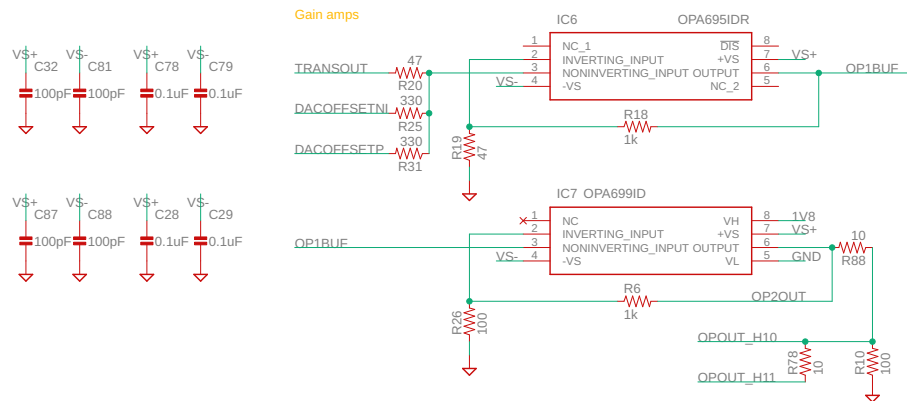 Gain amps
VS+ VS- VS+ VS-
C32 C81 C78 C79
100pF 100pF 0.1uF 0.1uF
IC6 OPA695IDR
1 NC_1 DIS 8
2 INVERTING_INPUT +VS 7 VS+
3 NONINVERTING_INPUT OUTPUT 6
VS- 4 -VS NC_2 5
TRANSOUT 47 R20
DACOFFSETNI 330 R25
DACOFFSETP 330 R31
OP1BUF
R18
1k
R19 47
VS+ VS- VS+ VS-
C87 C88 C28 C29
100pF 100pF 0.1uF 0.1uF
IC7 OPA699ID
1 NC VH 8 1V8
2 INVERTING_INPUT +VS 7 VS+
OP1BUF 3 NONINVERTING_INPUT OUTPUT 6
VS- 4 -VS VL 5 GND
10
R88
R6
1k
OP2OUT
R26 100
OPOUT_H10
R78 10
R10 100
OPOUT_H11